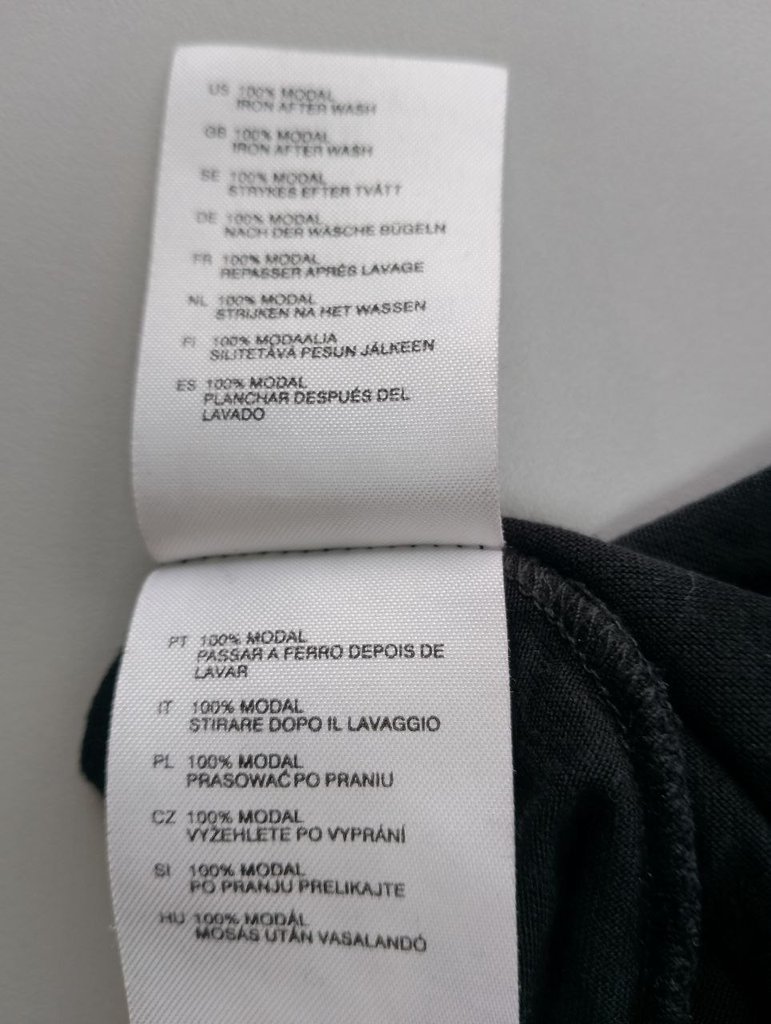 US 100% MODAL
IRON AFTER WASH
GB 100% MODAL
IRON AFTER WASH
SE 100% MODAL
STRYKES EFTER TVÄTT
DE 100% MODAL
NACH DER WÄSCHE BÜGELN
FR 100% MODAL
REPASSER APRÈS LAVAGE
NL 100% MODAL
STRIJKEN NA HET WASSEN
FI 100% MODAALIA
SILITETÄVÄ PESUN JÄLKEEN
ES 100% MODAL
PLANCHAR DESPUÉS DEL
LAVADO
PT 100% MODAL
PASSAR A FERRO DEPOIS DE
LAVAR
IT 100% MODAL
STIRARE DOPO IL LAVAGGIO
PL 100% MODAL
PRASOWAĆ PO PRANIU
CZ 100% MODAL
VYŽEHLETE PO VYPRÁNÍ
SI 100% MODAL
PO PRANJU PRELIKAJTE
HU 100% MODÁL
MOSÁS UTÁN VASALANDÓ